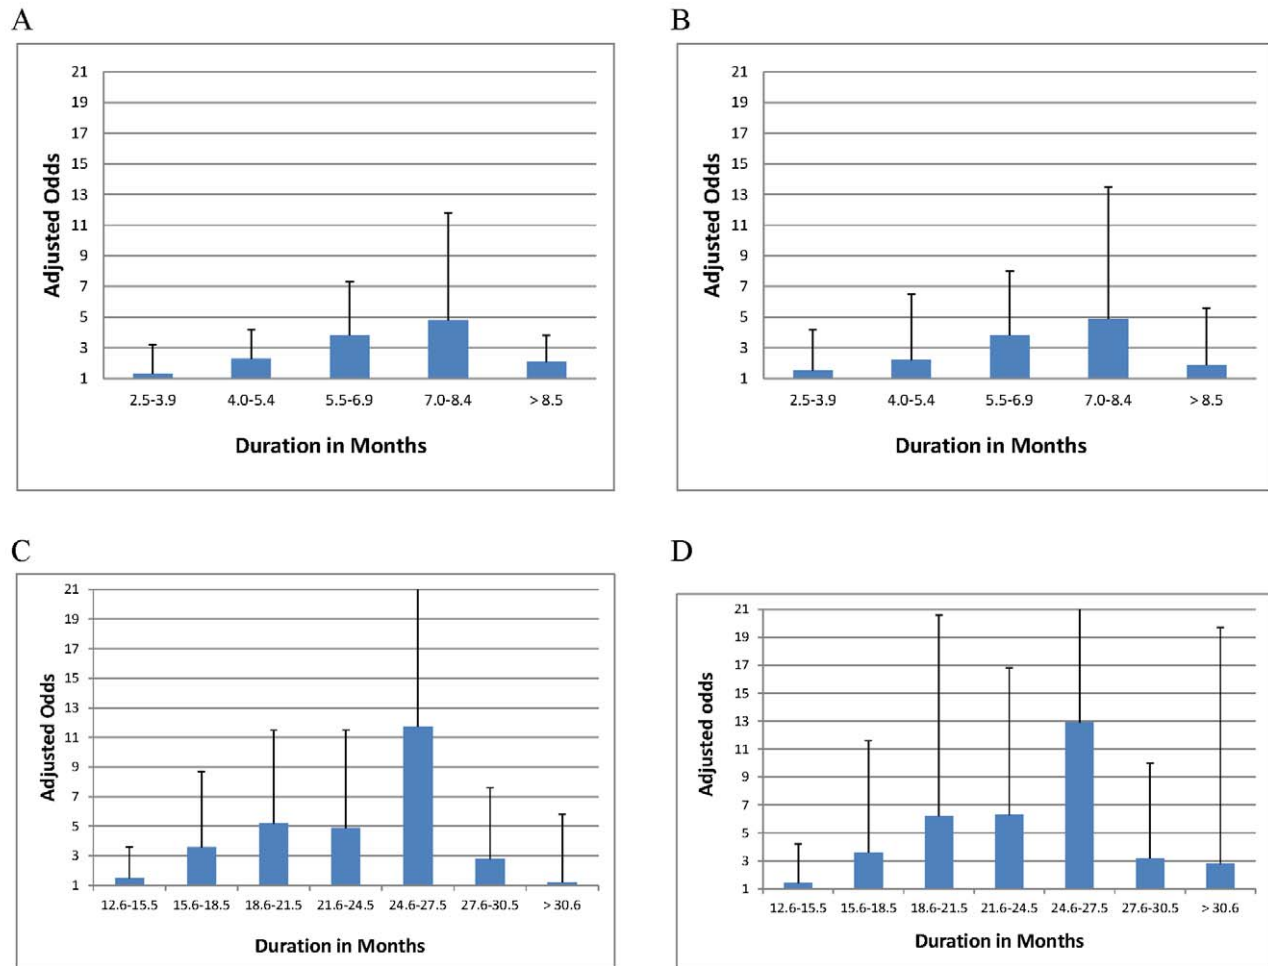 A
21
19
17
15
13
11
9
7
5
3
1
Adjusted Odds
2.5-3.9 4.0-5.4 5.5-6.9 7.0-8.4 > 8.5
Duration in Months
B
21
19
17
15
13
11
9
7
5
3
1
Adjusted Odds
2.5-3.9 4.0-5.4 5.5-6.9 7.0-8.4 > 8.5
Duration in Months
C
21
19
17
15
13
11
9
7
5
3
1
Adjusted Odds
12.6-15.5 15.6-18.5 18.6-21.5 21.6-24.5 24.6-27.5 27.6-30.5 > 30.6
Duration in Months
D
21
19
17
15
13
11
9
7
5
3
1
Adjusted odds
12.6-15.5 15.6-18.5 18.6-21.5 21.6-24.5 24.6-27.5 27.6-30.5 > 30.6
Duration in Months